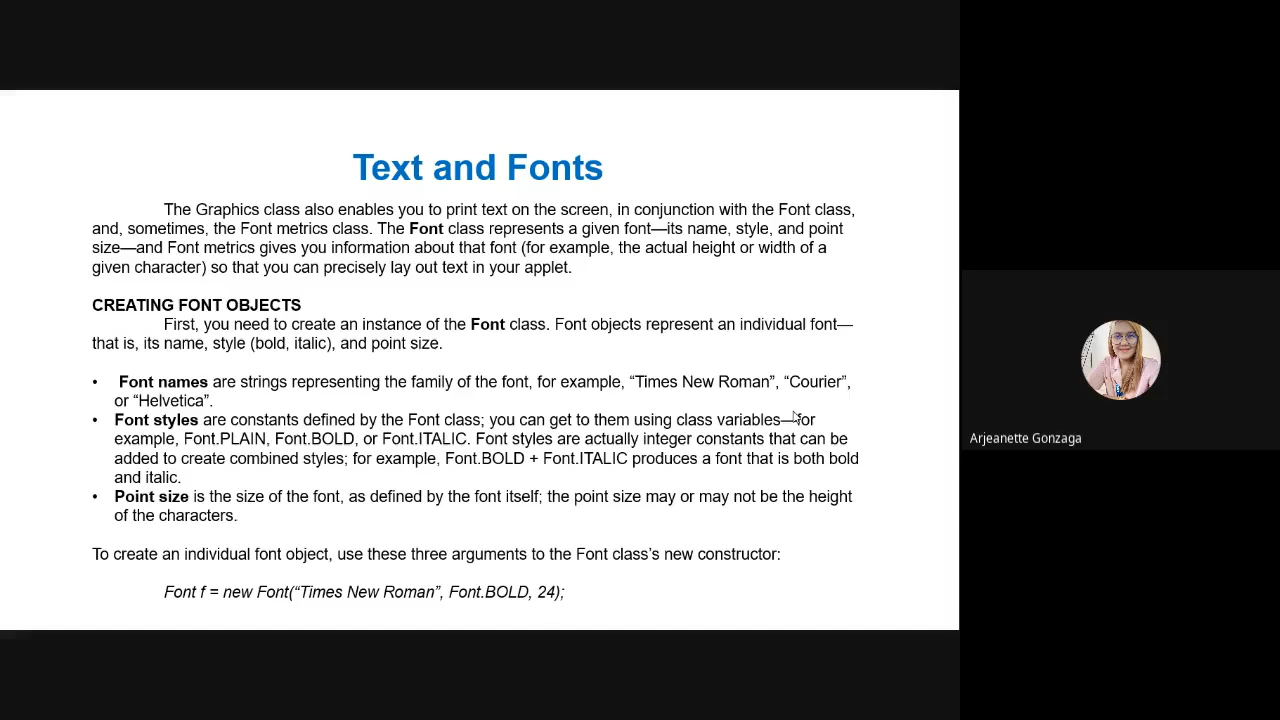 Text and Fonts
The Graphics class also enables you to print text on the screen, in conjunction with the Font class,
and, sometimes, the Font metrics class. The Font class represents a given font—its name, style, and point
size—and Font metrics gives you information about that font (for example, the actual height or width of a
given character) so that you can precisely lay out text in your applet.
CREATING FONT OBJECTS
First, you need to create an instance of the Font class. Font objects represent an individual font—
that is, its name, style (bold, italic), and point size.
• Font names are strings representing the family of the font, for example, “Times New Roman”, “Courier”,
or “Helvetica”.
• Font styles are constants defined by the Font class; you can get to them using class variables—for
example, Font.PLAIN, Font.BOLD, or Font.ITALIC. Font styles are actually integer constants that can be
added to create combined styles; for example, Font.BOLD + Font.ITALIC produces a font that is both bold
and italic.
• Point size is the size of the font, as defined by the font itself; the point size may or may not be the height
of the characters.
To create an individual font object, use these three arguments to the Font class’s new constructor:
Font f = new Font(“Times New Roman”, Font.BOLD, 24);
Arjeanette Gonzaga